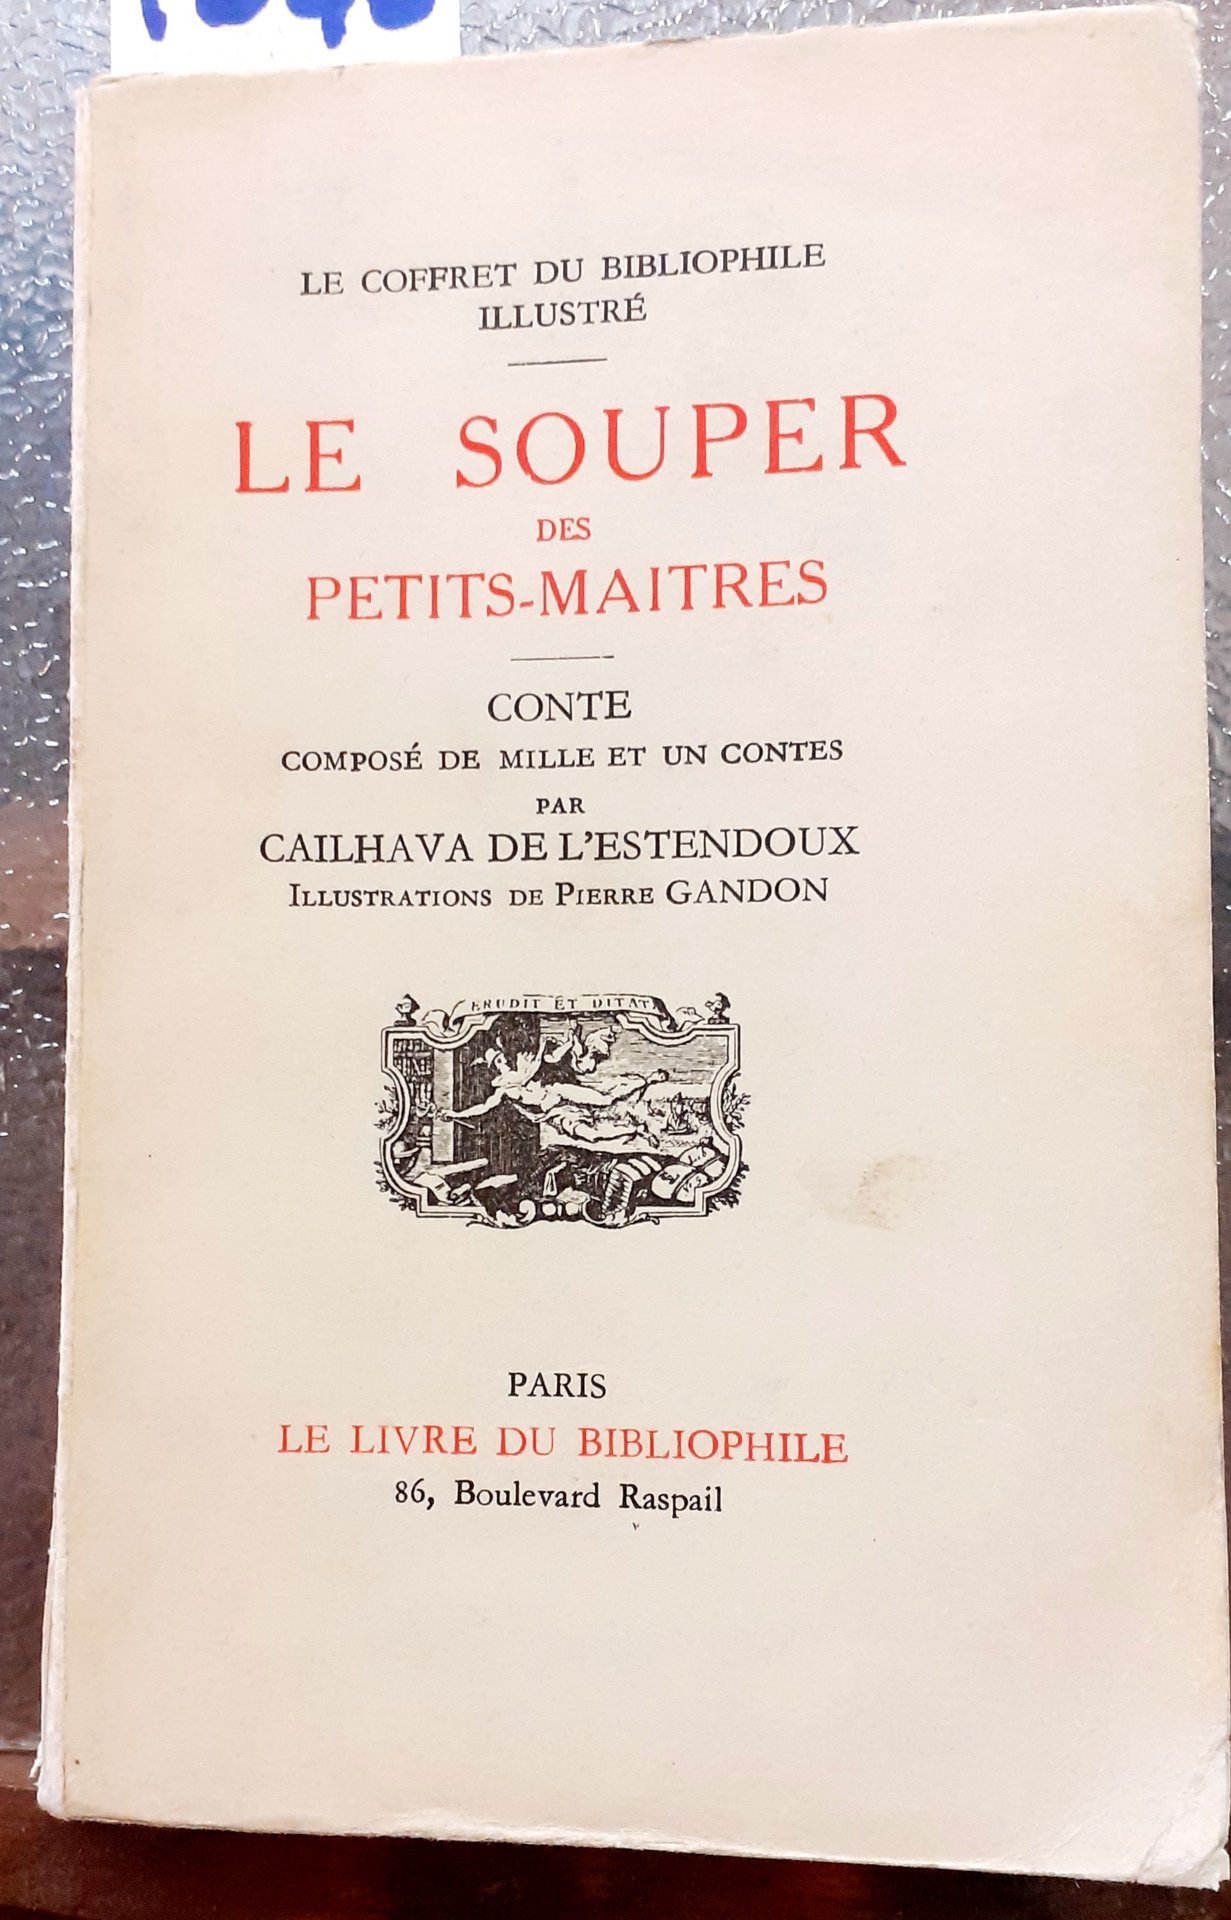 LE COFFRET DU BIBLIOPHILE
ILLUSTRÉ
LE SOUPER
DES
PETITS-MAITRES
CONTE
COMPOSÉ DE MILLE ET UN CONTES
PAR
CAILHAVA DE L'ESTENDOUX
ILLUSTRATIONS DE PIERRE GANDON
ERUDIT ET DITAT
PARIS
LE LIVRE DU BIBLIOPHILE
86, Boulevard Raspail